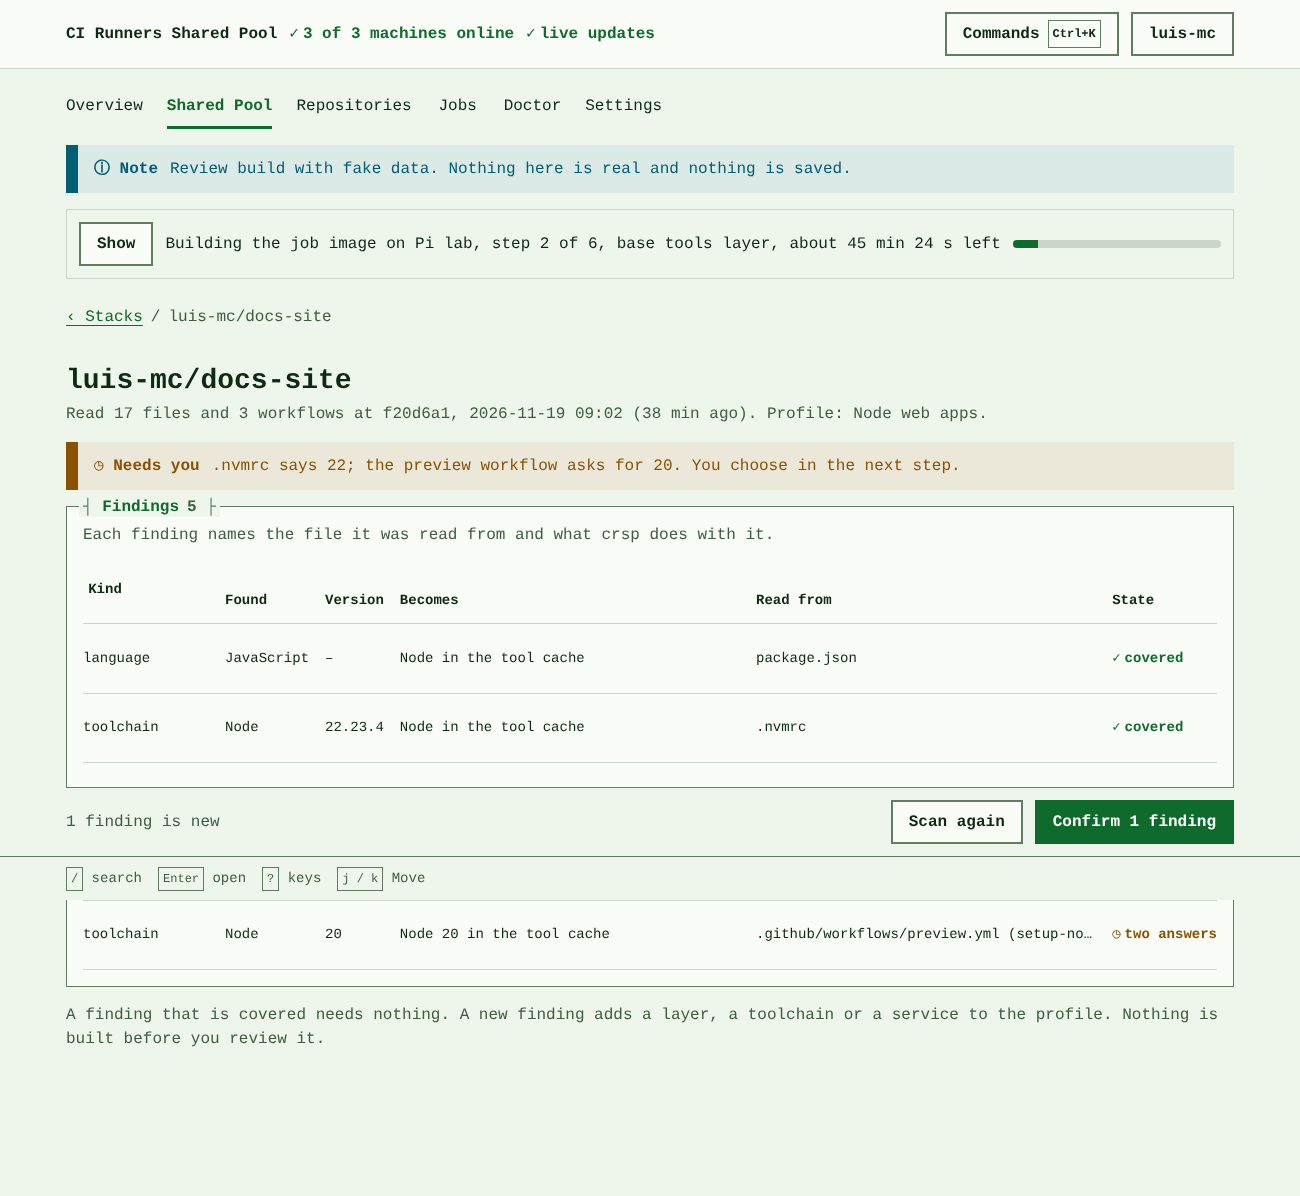 CI Runners Shared Pool ✓ 3 of 3 machines online ✓ live updates
Commands Ctrl+K luis-mc
Overview Shared Pool Repositories Jobs Doctor Settings
ⓘ Note Review build with fake data. Nothing here is real and nothing is saved.
Show Building the job image on Pi lab, step 2 of 6, base tools layer, about 45 min 24 s left
‹ Stacks / luis-mc/docs-site
luis-mc/docs-site
Read 17 files and 3 workflows at f20d6a1, 2026-11-19 09:02 (38 min ago). Profile: Node web apps.
◷ Needs you .nvmrc says 22; the preview workflow asks for 20. You choose in the next step.
┤ Findings 5 ├
Each finding names the file it was read from and what crsp does with it.
Kind Found Version Becomes Read from State
language JavaScript – Node in the tool cache package.json ✓ covered
toolchain Node 22.23.4 Node in the tool cache .nvmrc ✓ covered
1 finding is new Scan again Confirm 1 finding
/ search Enter open ? keys j / k Move
toolchain Node 20 Node 20 in the tool cache .github/workflows/preview.yml (setup-no… ◷ two answers
A finding that is covered needs nothing. A new finding adds a layer, a toolchain or a service to the profile. Nothing is
built before you review it.